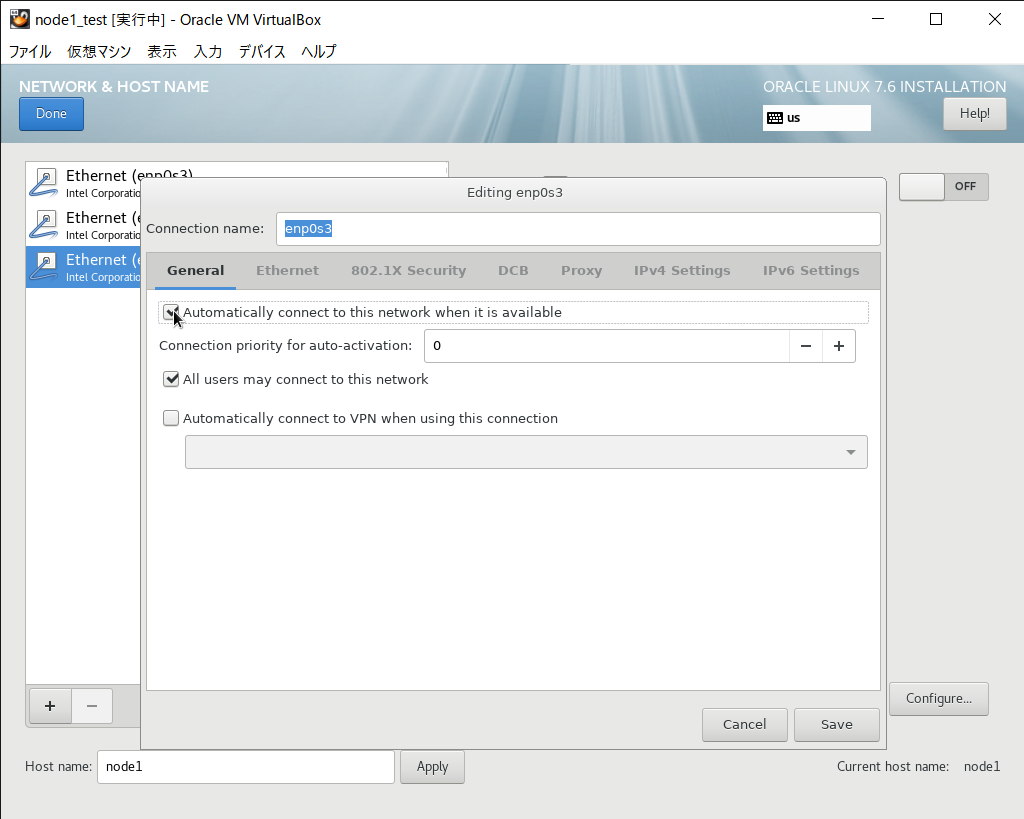 node1_test [実行中] - Oracle VM VirtualBox
ファイル 仮想マシン 表示 入力 デバイス ヘルプ
NETWORK & HOST NAME
ORACLE LINUX 7.6 INSTALLATION
Done
us
Help!
Ethernet (enp0s3)
Intel Corporatio
Ethernet (e
Intel Corporatio
Ethernet (e
Intel Corporatio
OFF
Editing enp0s3
Connection name: enp0s3
General Ethernet 802.1X Security DCB Proxy IPv4 Settings IPv6 Settings
Automatically connect to this network when it is available
Connection priority for auto-activation: 0 − +
All users may connect to this network
Automatically connect to VPN when using this connection
+ −
Configure...
Cancel Save
Host name: node1 Apply
Current host name: node1